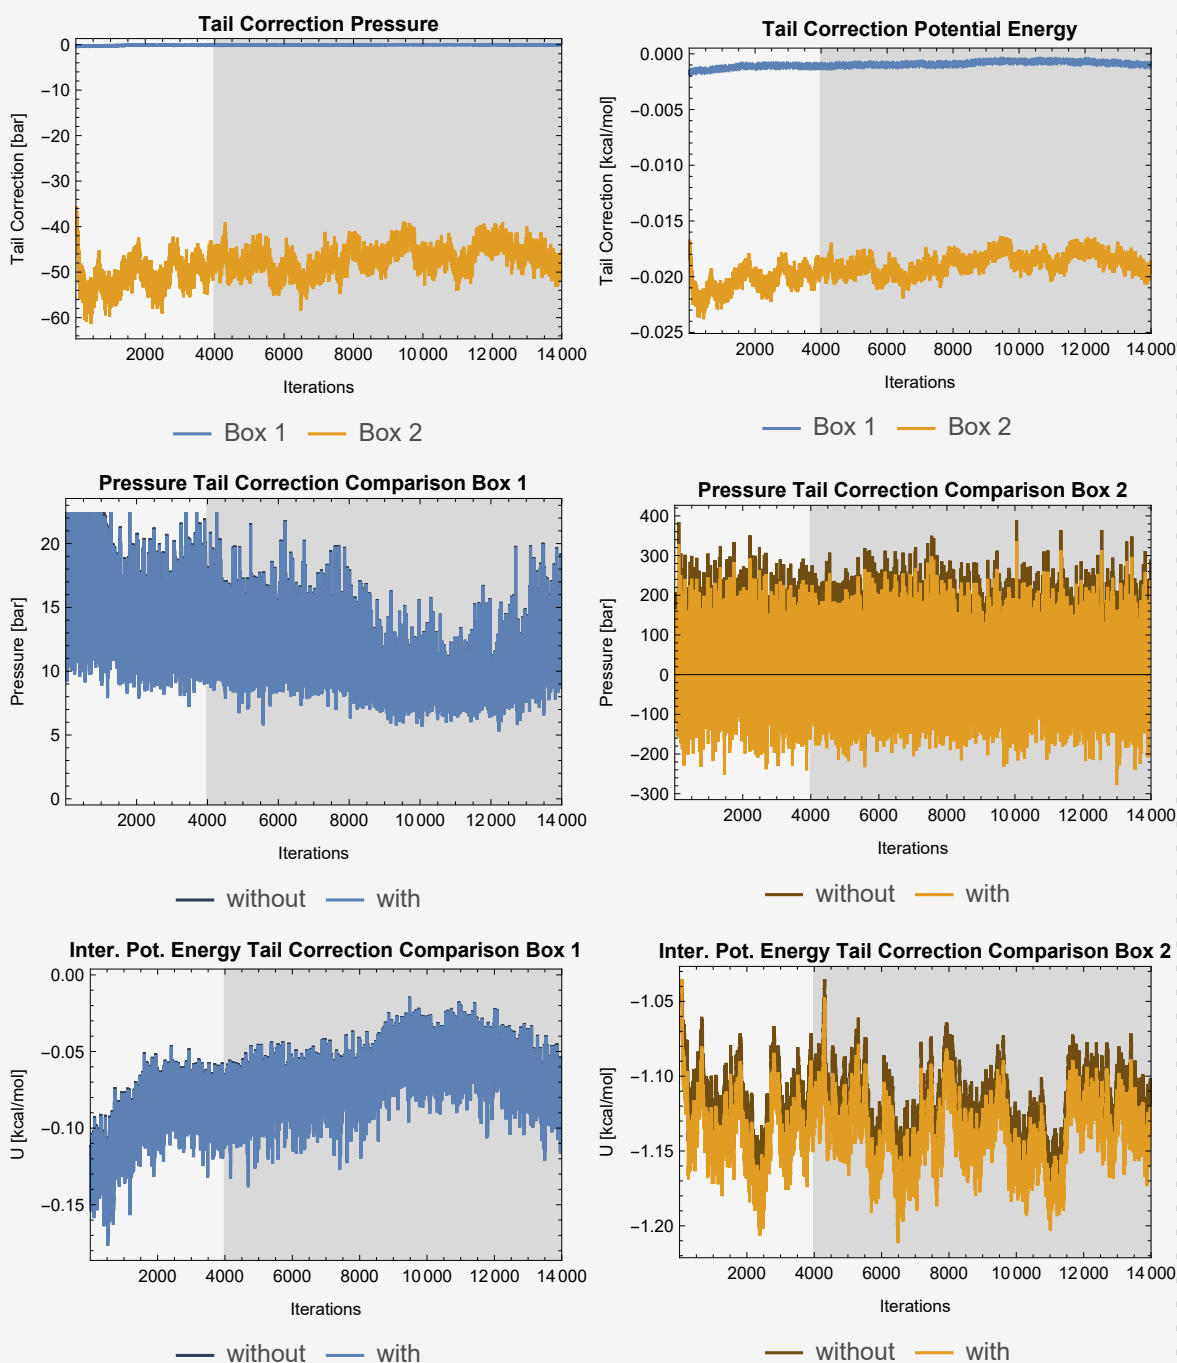 Tail Correction Pressure
Tail Correction [bar]
0
−10
−20
−30
−40
−50
−60
2000 4000 6000 8000 10 000 12 000 14 000
Iterations
Box 1 Box 2
Tail Correction Potential Energy
Tail Correction [kcal/mol]
0.000
−0.005
−0.010
−0.015
−0.020
−0.025
2000 4000 6000 8000 10 000 12 000 14 000
Iterations
Box 1 Box 2
Pressure Tail Correction Comparison Box 1
Pressure [bar]
20
15
10
5
0
2000 4000 6000 8000 10 000 12 000 14 000
Iterations
without with
Pressure Tail Correction Comparison Box 2
Pressure [bar]
400
300
200
100
0
−100
−200
−300
2000 4000 6000 8000 10 000 12 000 14 000
Iterations
without with
Inter. Pot. Energy Tail Correction Comparison Box 1
U [kcal/mol]
0.00
−0.05
−0.10
−0.15
2000 4000 6000 8000 10 000 12 000 14 000
Iterations
without with
Inter. Pot. Energy Tail Correction Comparison Box 2
U [kcal/mol]
−1.05
−1.10
−1.15
−1.20
2000 4000 6000 8000 10 000 12 000 14 000
Iterations
without with